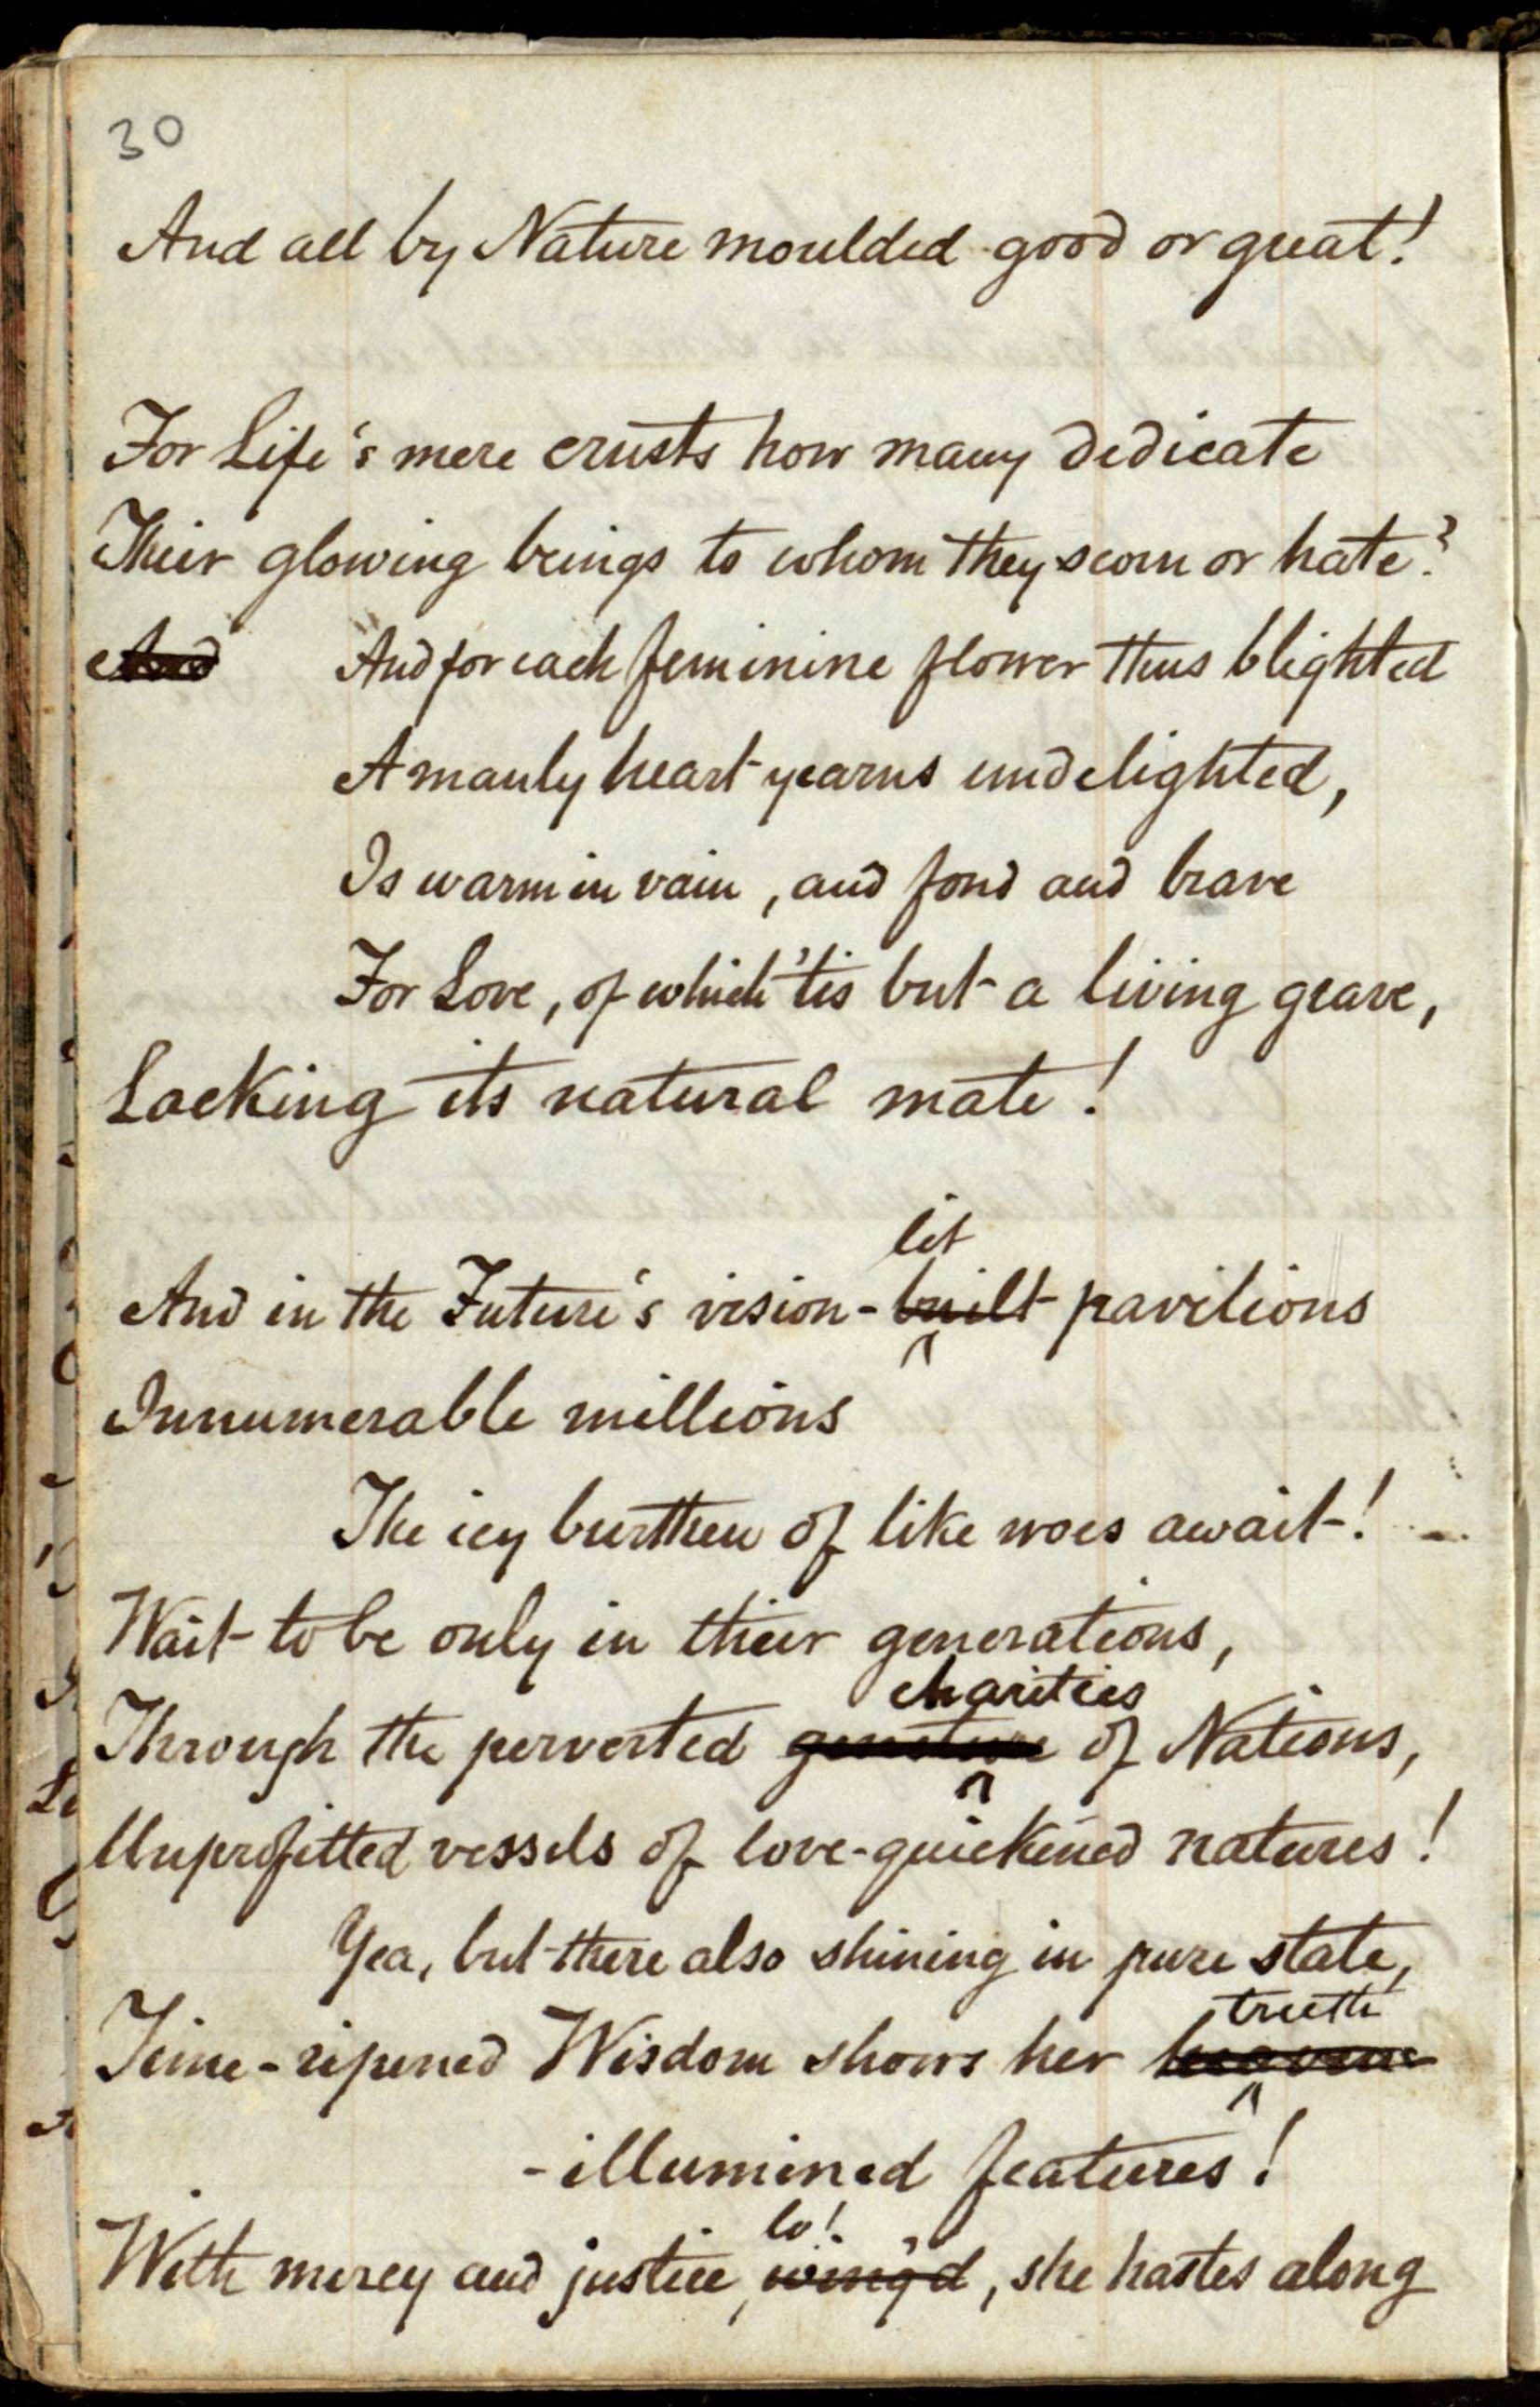 30
And all by Nature moulded good or great!
For Life's mere crusts how many dedicate
Their glowing beings to whom they scorn or hate?
And And for each feminine flower thus blighted
A manly heart yearns undelighted,
Is warm in vain, and fond and brave
For Love, of which 'tis but a living grave,
Lacking its natural mate!
lit
And in the Future's vision-built pavilions
Innumerable millions
The icy burthen of like woes await!
Wait to be only in their generations,
charities
Through the perverted of Nations,
Unprofitted vessels of love-quickened natures!
Yea, but there also shining in pure state,
truth
Time-ripened Wisdom shows her
-illumined features!
lo!
With mercy and justice, wing'd, she hastes along